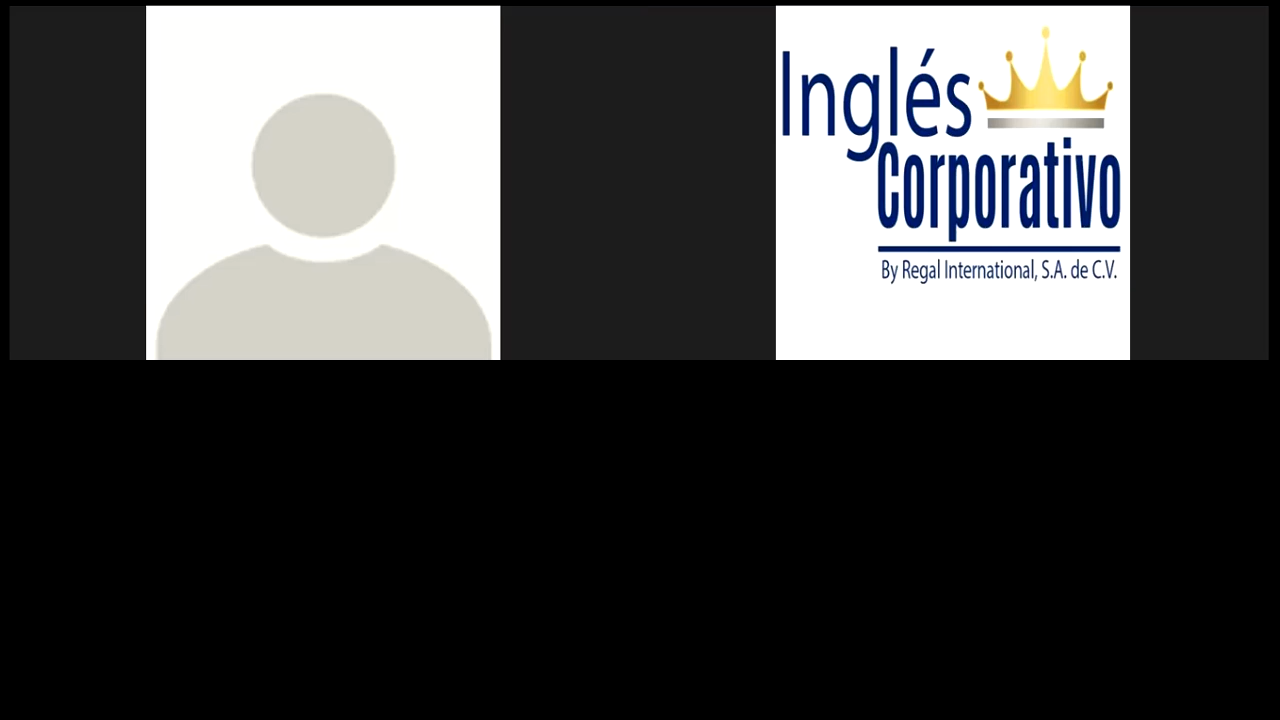 Inglés
Corporativo
By Regal International, S.A. de C.V.